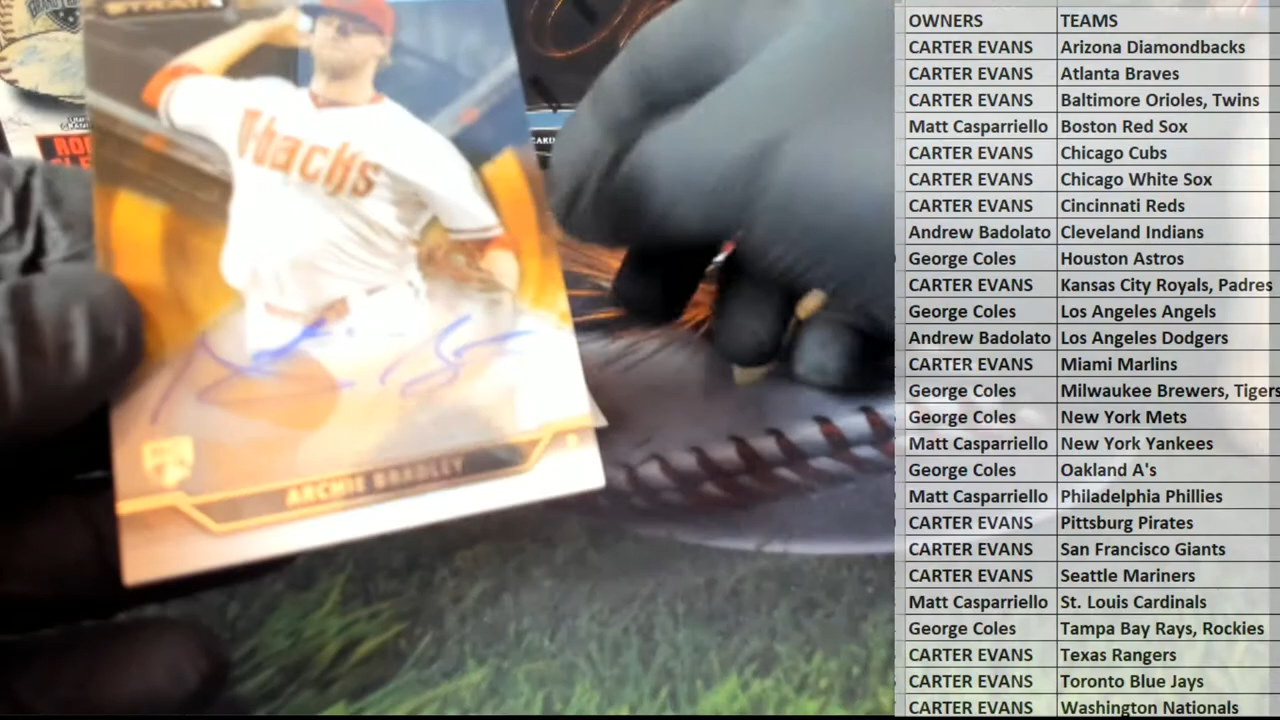 STRATA
D-backs
ARCHIE BRADLEY
OWNERS TEAMS
CARTER EVANS Arizona Diamondbacks
CARTER EVANS Atlanta Braves
CARTER EVANS Baltimore Orioles, Twins
Matt Casparriello Boston Red Sox
CARTER EVANS Chicago Cubs
CARTER EVANS Chicago White Sox
CARTER EVANS Cincinnati Reds
Andrew Badolato Cleveland Indians
George Coles Houston Astros
CARTER EVANS Kansas City Royals, Padres
George Coles Los Angeles Angels
Andrew Badolato Los Angeles Dodgers
CARTER EVANS Miami Marlins
George Coles Milwaukee Brewers, Tigers
George Coles New York Mets
Matt Casparriello New York Yankees
George Coles Oakland A's
Matt Casparriello Philadelphia Phillies
CARTER EVANS Pittsburg Pirates
CARTER EVANS San Francisco Giants
CARTER EVANS Seattle Mariners
Matt Casparriello St. Louis Cardinals
George Coles Tampa Bay Rays, Rockies
CARTER EVANS Texas Rangers
CARTER EVANS Toronto Blue Jays
CARTER EVANS Washington Nationals